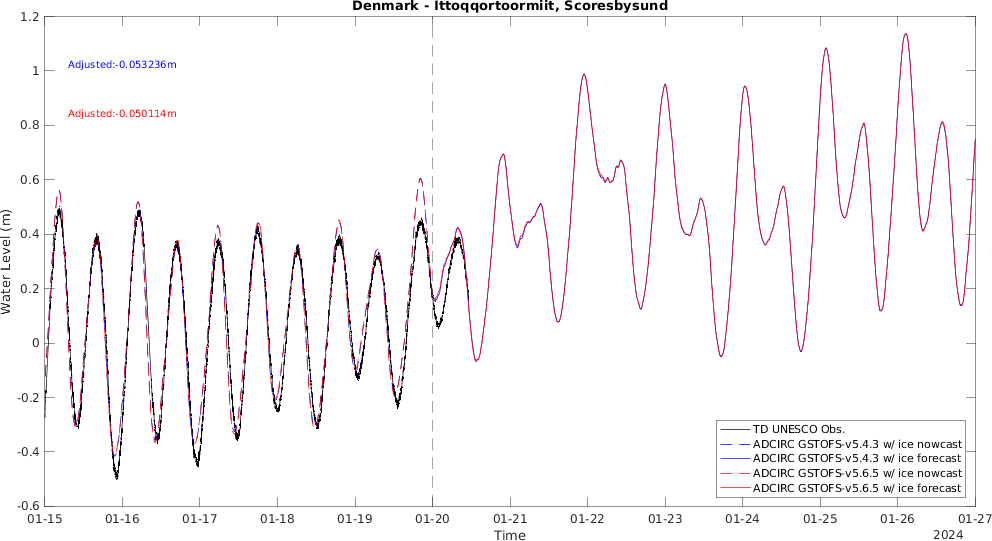 Denmark - Ittoqqortoormiit, Scoresbysund
1.2
1
0.8
0.6
0.4
0.2
0
-0.2
-0.4
-0.6
Water Level (m)
Adjusted:-0.053236m
Adjusted:-0.050114m
TD UNESCO Obs.
ADCIRC GSTOFS-v5.4.3 w/ ice nowcast
ADCIRC GSTOFS-v5.4.3 w/ ice forecast
ADCIRC GSTOFS-v5.6.5 w/ ice nowcast
ADCIRC GSTOFS-v5.6.5 w/ ice forecast
01-15 01-16 01-17 01-18 01-19 01-20 01-21 01-22 01-23 01-24 01-25 01-26 01-27
Time
2024